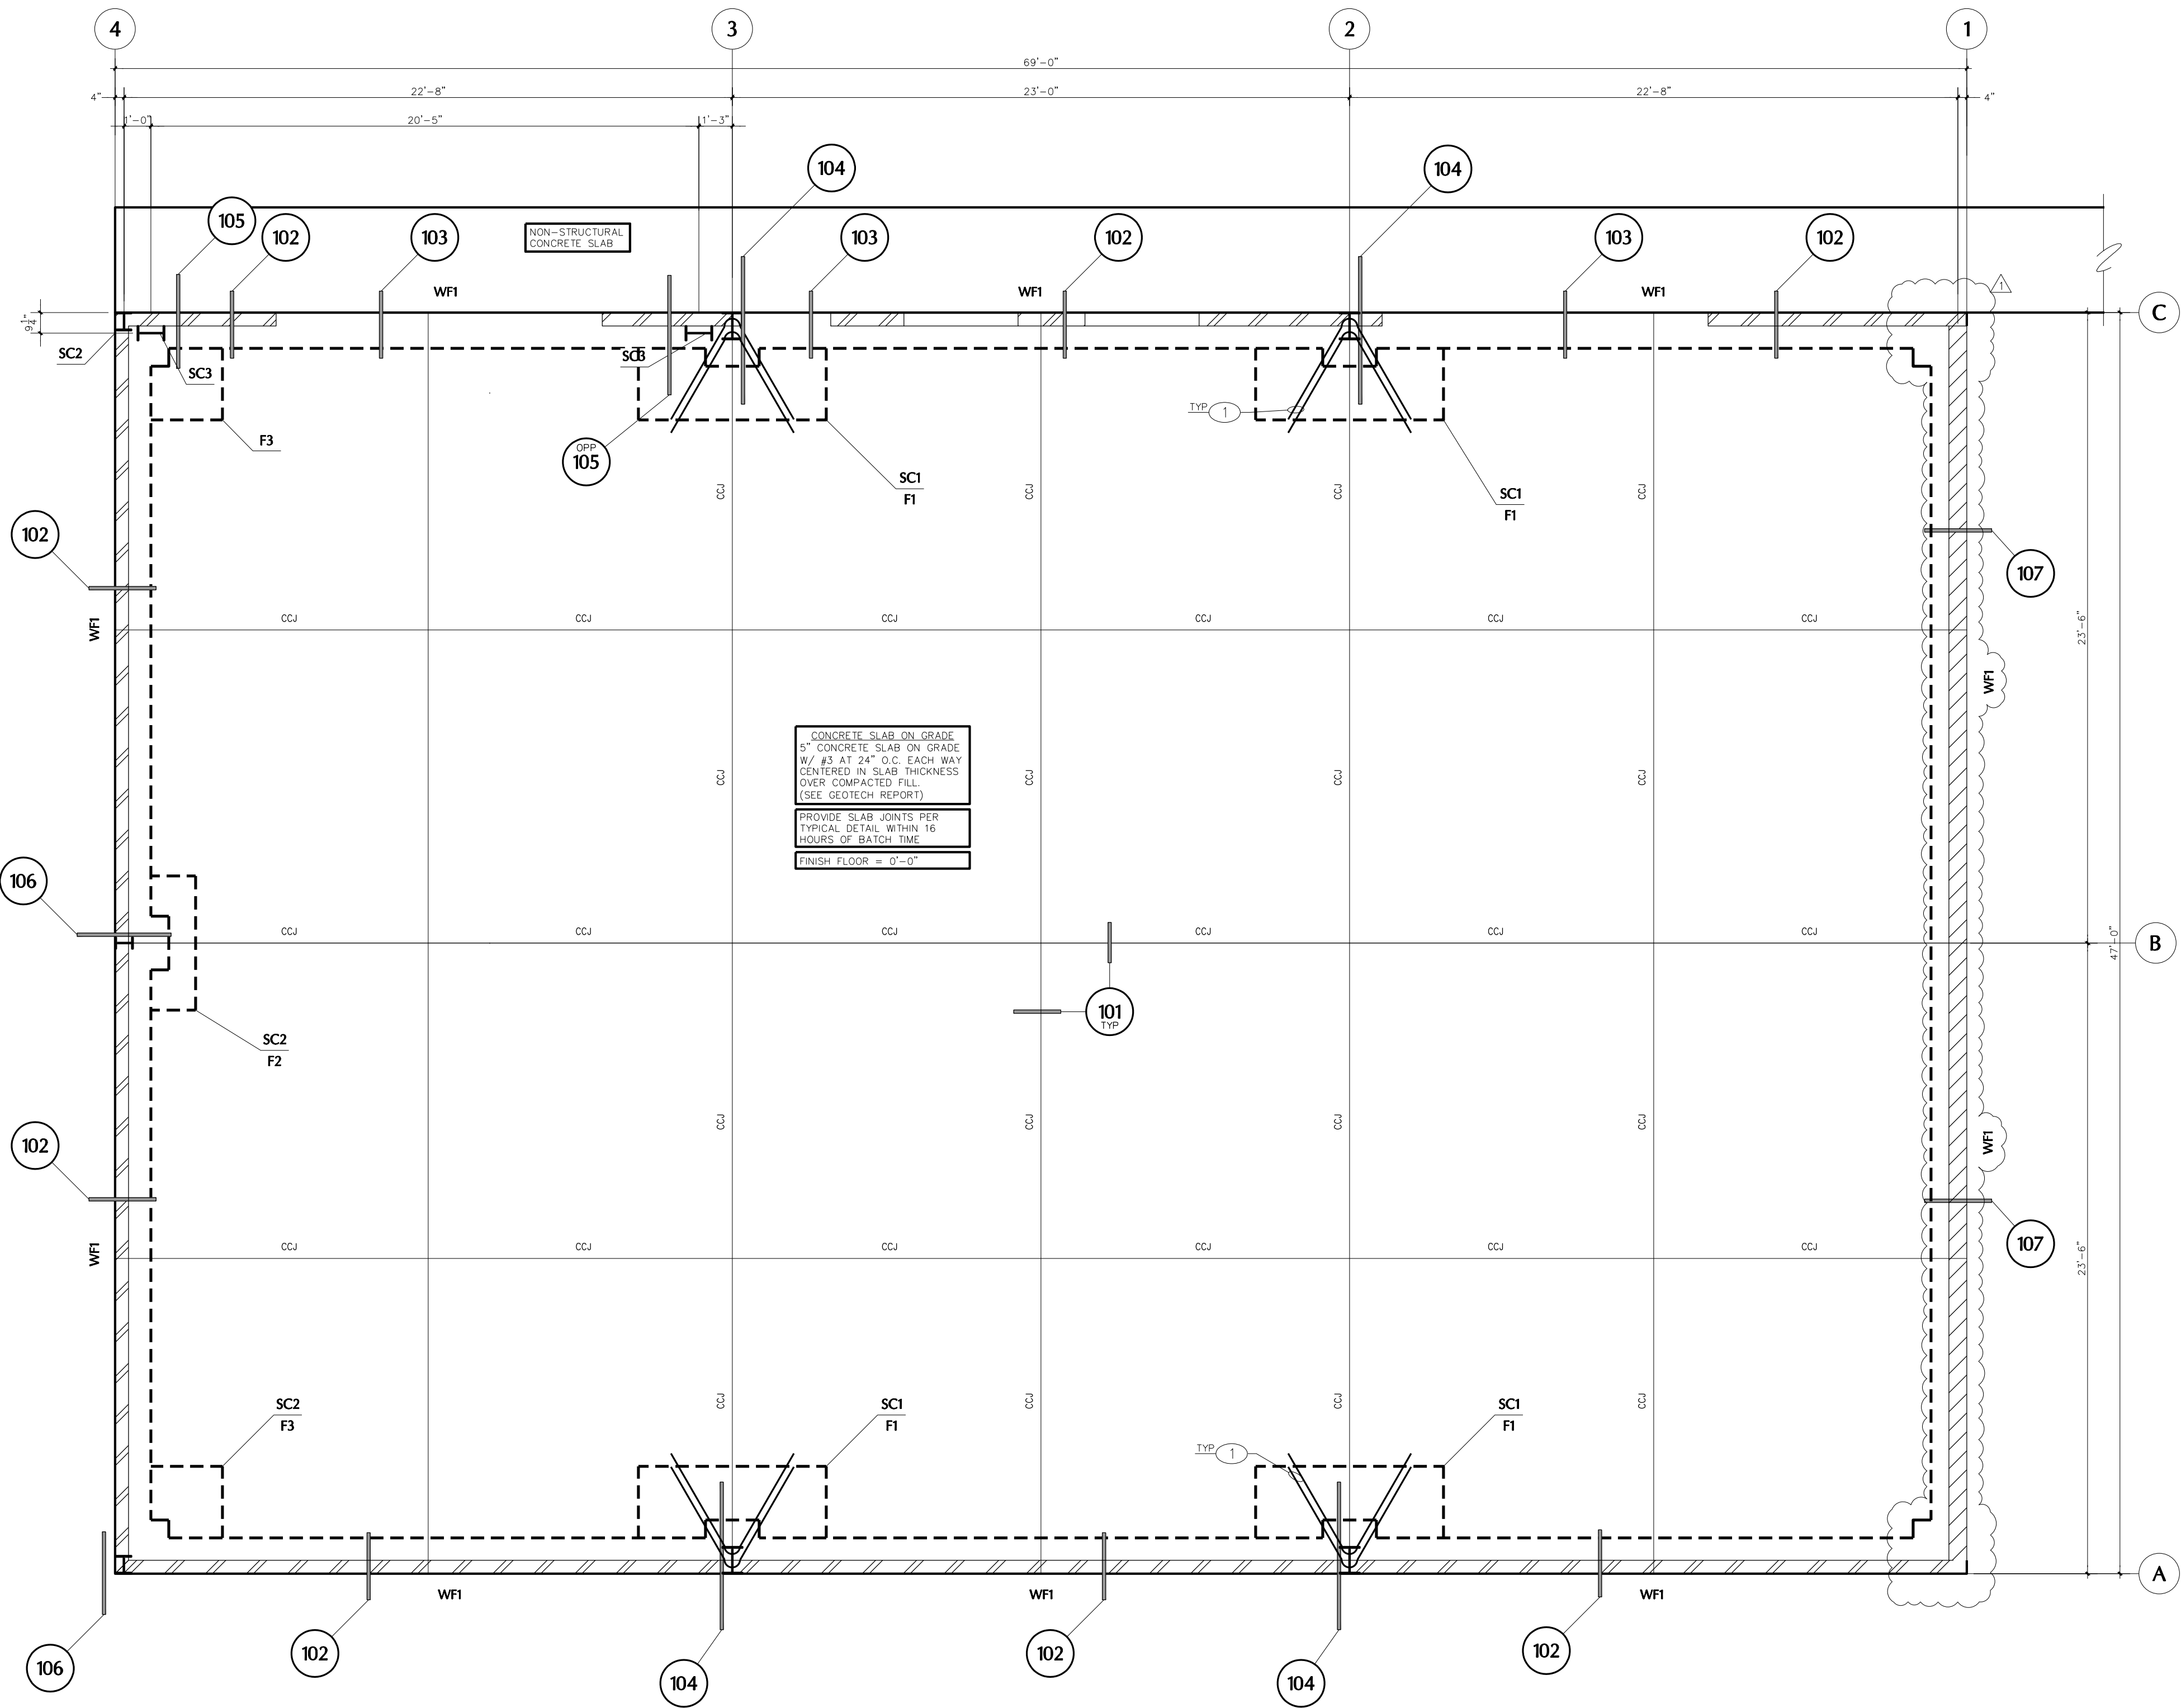 4
3
2
1
69'-0"
4"
22'-8"
23'-0"
22'-8"
4"
1'-0"
20'-5"
1'-3"
104
104
105
102
103
NON-STRUCTURAL
CONCRETE SLAB
103
102
103
102
WF1
WF1
WF1
1
9 1/4"
C
SC2
SC3
SC3
TYP 1
F3
OPP
105
SC1
F1
SC1
F1
CCJ
CCJ
CCJ
CCJ
102
107
WF1
CCJ
CCJ
CCJ
CCJ
CCJ
CCJ
23'-6"
WF1
CONCRETE SLAB ON GRADE
5" CONCRETE SLAB ON GRADE
W/ #3 AT 24" O.C. EACH WAY
CENTERED IN SLAB THICKNESS
OVER COMPACTED FILL.
(SEE GEOTECH REPORT)
PROVIDE SLAB JOINTS PER
TYPICAL DETAIL WITHIN 16
HOURS OF BATCH TIME
FINISH FLOOR = 0'-0"
CCJ
CCJ
CCJ
CCJ
106
CCJ
CCJ
CCJ
CCJ
CCJ
CCJ
47'-0"
B
101
TYP
SC2
F2
CCJ
CCJ
CCJ
CCJ
102
WF1
107
WF1
CCJ
CCJ
CCJ
CCJ
CCJ
CCJ
23'-6"
CCJ
CCJ
CCJ
CCJ
SC2
F3
SC1
F1
SC1
F1
TYP 1
A
WF1
WF1
WF1
106
102
104
102
104
102